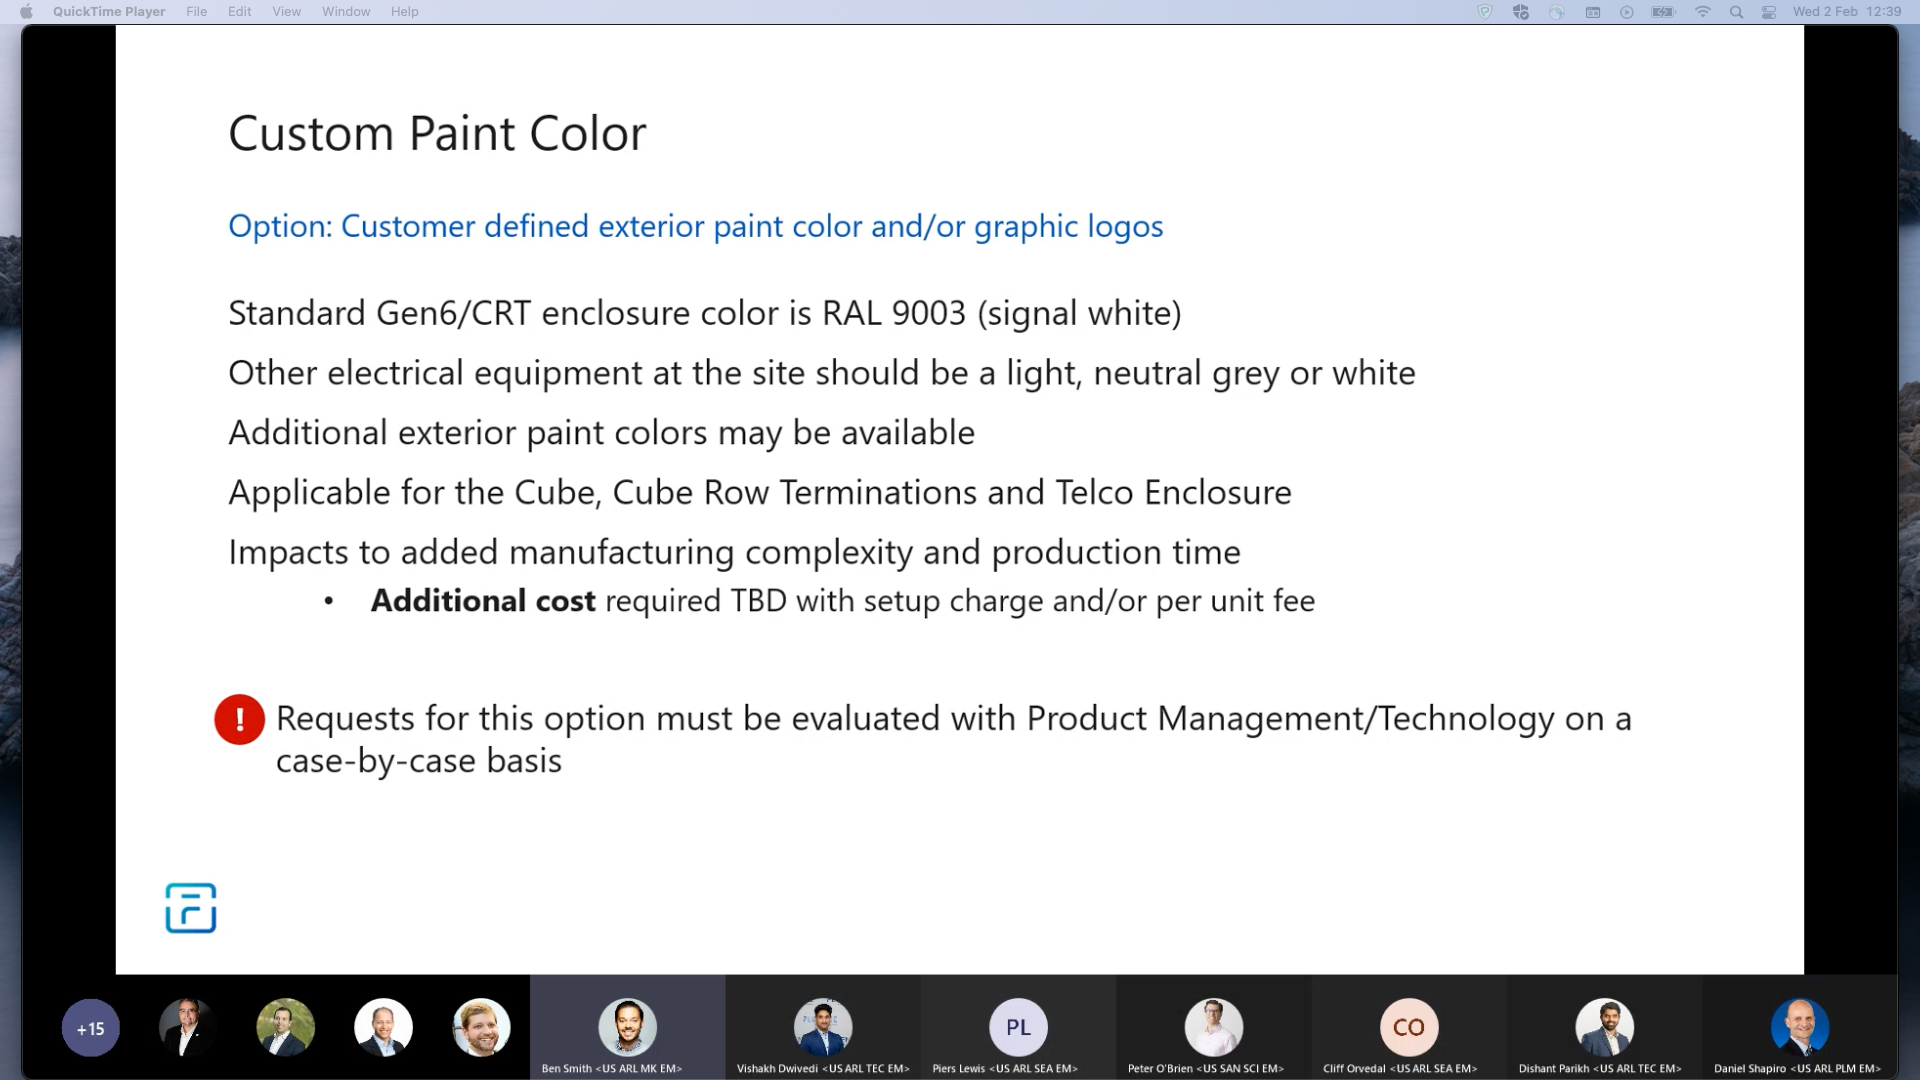 QuickTime Player File Edit View Window Help Wed 2 Feb 12:39
Custom Paint Color
Option: Customer defined exterior paint color and/or graphic logos
Standard Gen6/CRT enclosure color is RAL 9003 (signal white)
Other electrical equipment at the site should be a light, neutral grey or white
Additional exterior paint colors may be available
Applicable for the Cube, Cube Row Terminations and Telco Enclosure
Impacts to added manufacturing complexity and production time
• Additional cost required TBD with setup charge and/or per unit fee
! Requests for this option must be evaluated with Product Management/Technology on a
case-by-case basis
+15 PL CO
Ben Smith <US ARL MK EM> Vishakh Dwivedi <US ARL TEC EM> Piers Lewis <US ARL SEA EM> Peter O'Brien <US SAN SCI EM> Cliff Orvedal <US ARL SEA EM> Dishant Parikh <US ARL TEC EM> Daniel Shapiro <US ARL PLM EM>